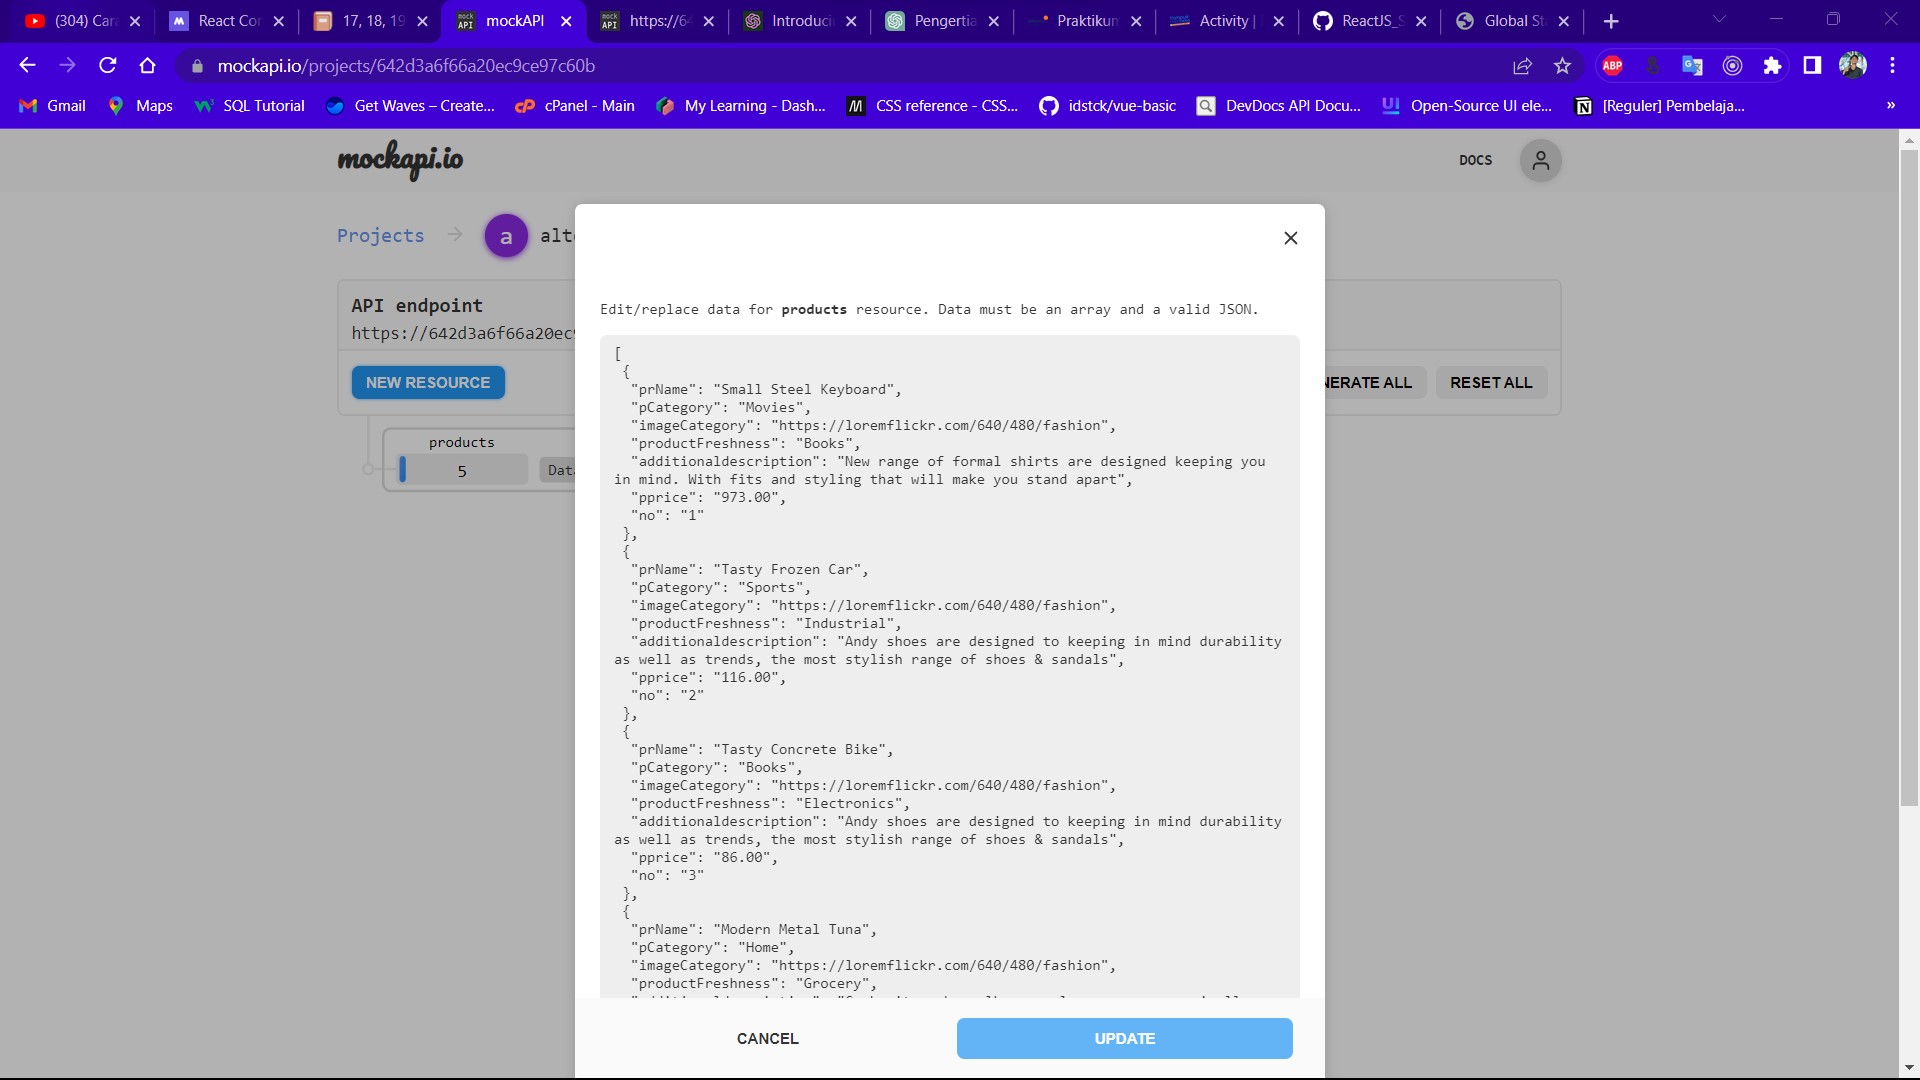 (304) Car
React Cor
17, 18, 19
mock API
mockAPI
mock API
https://64
Introducin
Pengertia
Praktikun
Activity |
ReactJS_S
Global St
mockapi.io/projects/642d3a6f66a20ec9ce97c60b
ABP
Gmail
Maps
SQL Tutorial
Get Waves – Create...
cPanel - Main
My Learning - Dash...
CSS reference - CSS...
idstck/vue-basic
DevDocs API Docu...
Open-Source UI ele...
[Reguler] Pembelaja...
»
mockapi.io
DOCS
Projects
a
alte
API endpoint
https://642d3a6f66a20ec9
NEW RESOURCE
NERATE ALL
RESET ALL
products
5
Data
Edit/replace data for products resource. Data must be an array and a valid JSON.
[
{
"prName": "Small Steel Keyboard",
"pCategory": "Movies",
"imageCategory": "https://loremflickr.com/640/480/fashion",
"productFreshness": "Books",
"additionaldescription": "New range of formal shirts are designed keeping you
in mind. With fits and styling that will make you stand apart",
"pprice": "973.00",
"no": "1"
},
{
"prName": "Tasty Frozen Car",
"pCategory": "Sports",
"imageCategory": "https://loremflickr.com/640/480/fashion",
"productFreshness": "Industrial",
"additionaldescription": "Andy shoes are designed to keeping in mind durability
as well as trends, the most stylish range of shoes & sandals",
"pprice": "116.00",
"no": "2"
},
{
"prName": "Tasty Concrete Bike",
"pCategory": "Books",
"imageCategory": "https://loremflickr.com/640/480/fashion",
"productFreshness": "Electronics",
"additionaldescription": "Andy shoes are designed to keeping in mind durability
as well as trends, the most stylish range of shoes & sandals",
"pprice": "86.00",
"no": "3"
},
{
"prName": "Modern Metal Tuna",
"pCategory": "Home",
"imageCategory": "https://loremflickr.com/640/480/fashion",
"productFreshness": "Grocery",
CANCEL
UPDATE